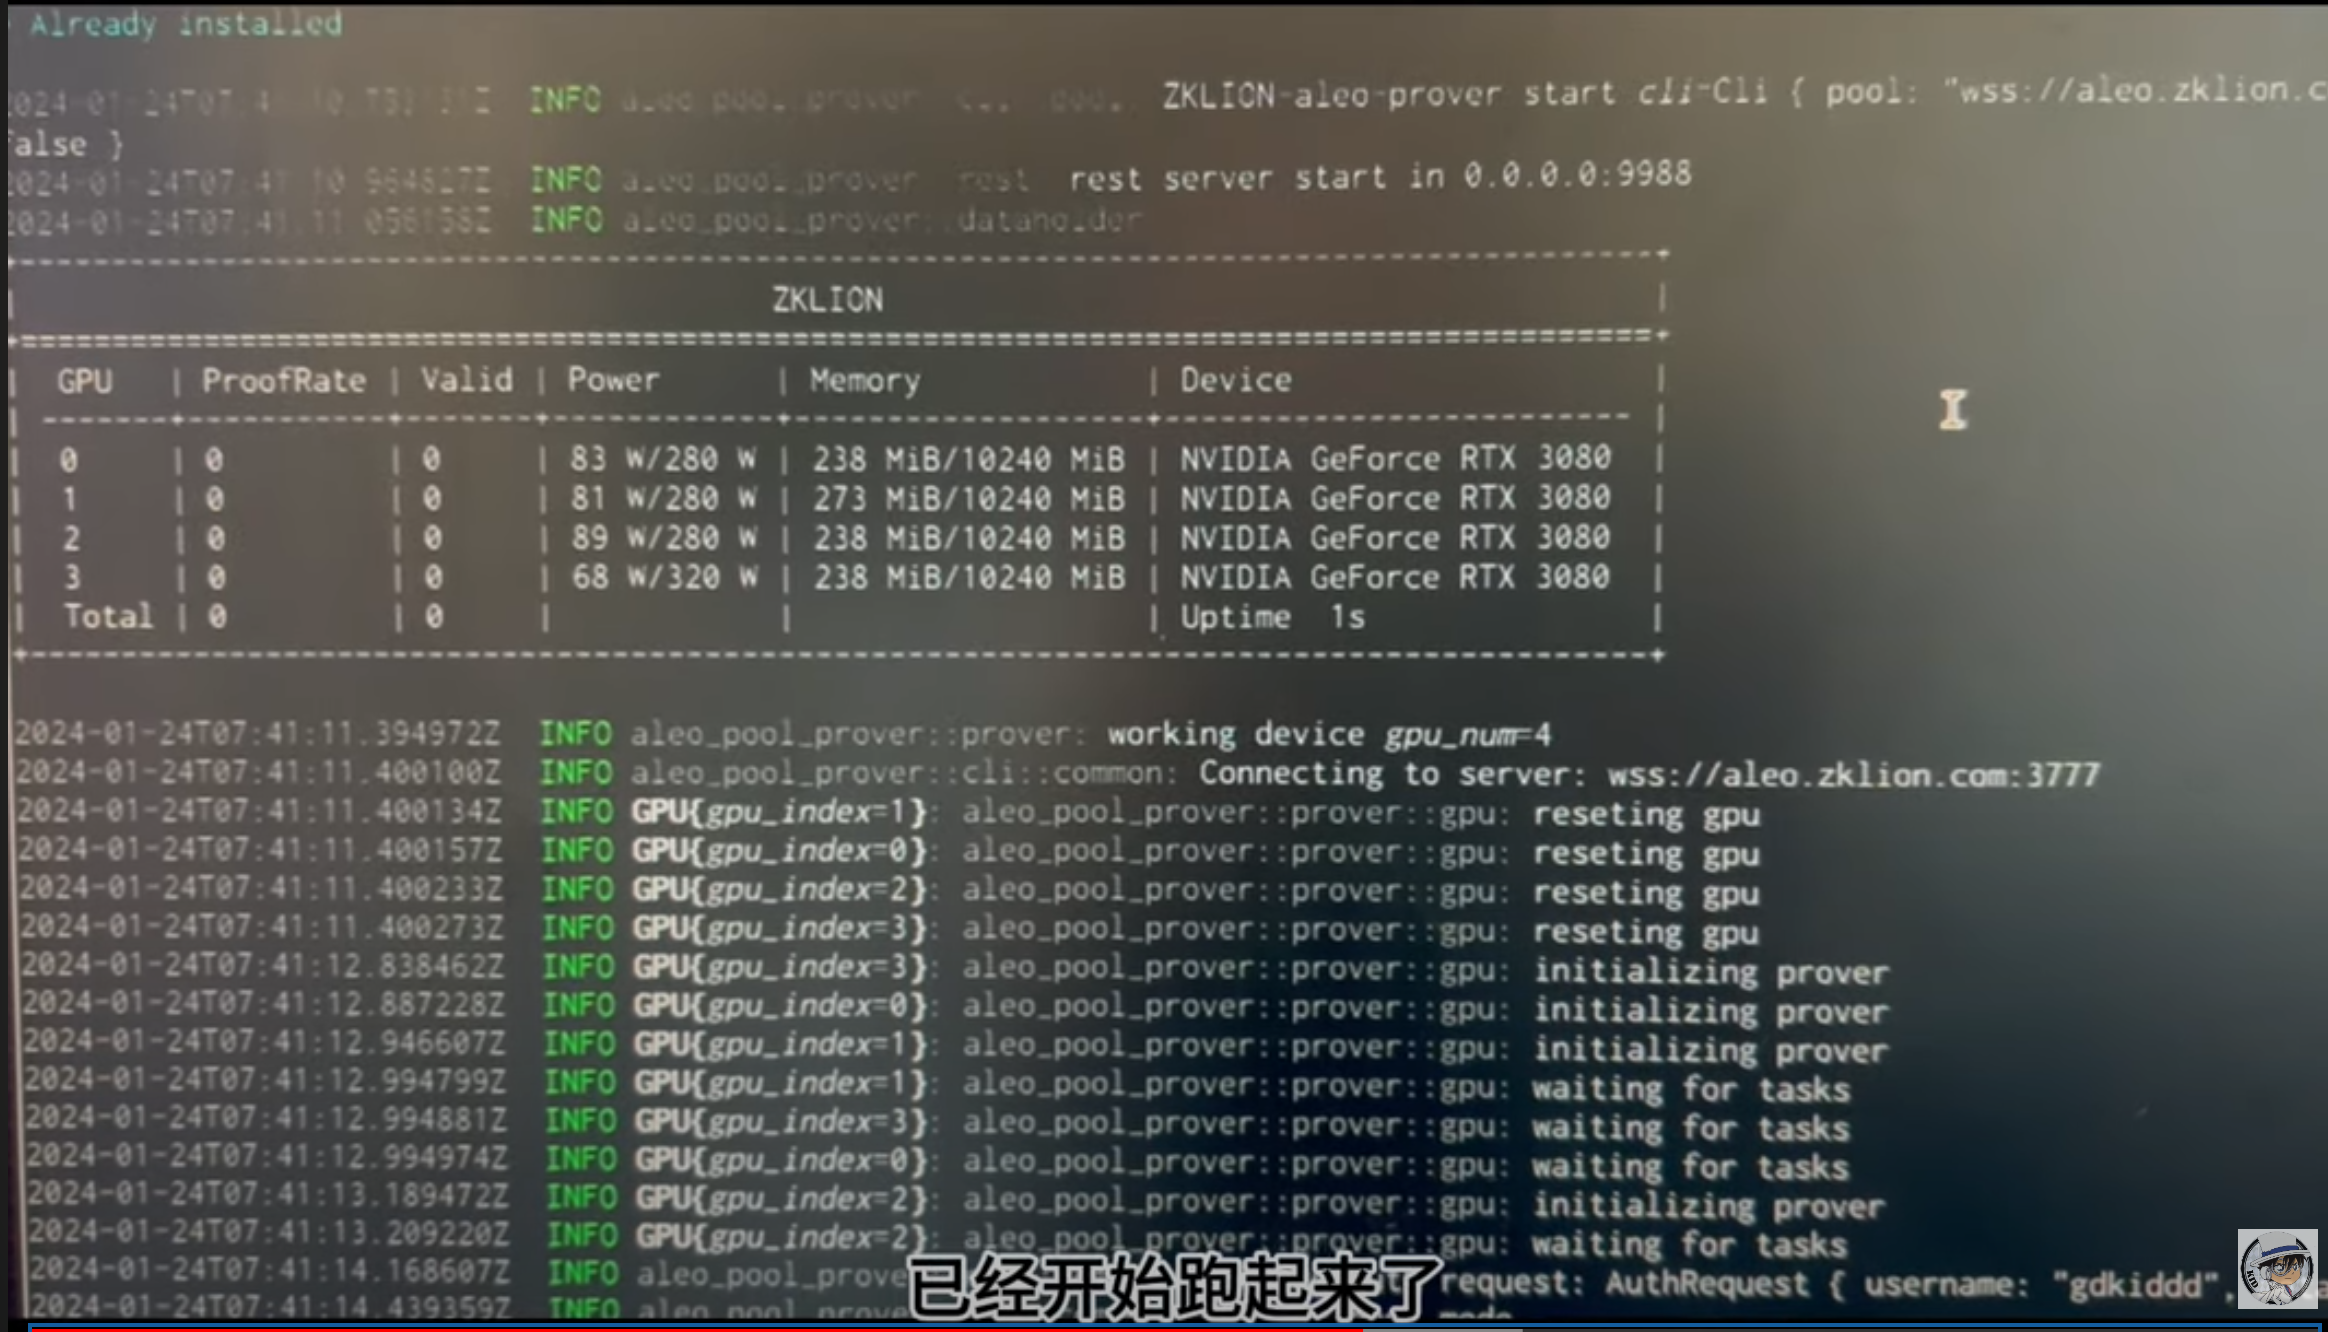 Already installed
INFO ZKLION-aleo-prover start cli=Cli { pool: "wss://aleo.zklion.c
alse }
2024-01-24T07:41:10.964827Z INFO aleo_pool_prover rest rest server start in 0.0.0.0:9988
2024-01-24T07:41:11.056158Z INFO aleo_pool_prover::dataholder
ZKLION
GPU | ProofRate | Valid | Power | Memory | Device
0 | 0 | 0 | 83 W/280 W | 238 MiB/10240 MiB | NVIDIA GeForce RTX 3080
1 | 0 | 0 | 81 W/280 W | 273 MiB/10240 MiB | NVIDIA GeForce RTX 3080
2 | 0 | 0 | 89 W/280 W | 238 MiB/10240 MiB | NVIDIA GeForce RTX 3080
3 | 0 | 0 | 68 W/320 W | 238 MiB/10240 MiB | NVIDIA GeForce RTX 3080
Total | 0 | 0 | | | Uptime 1s
2024-01-24T07:41:11.394972Z INFO aleo_pool_prover::prover: working device gpu_num=4
2024-01-24T07:41:11.400100Z INFO aleo_pool_prover::cli::common: Connecting to server: wss://aleo.zklion.com:3777
2024-01-24T07:41:11.400134Z INFO GPU{gpu_index=1}: aleo_pool_prover::prover::gpu: reseting gpu
2024-01-24T07:41:11.400157Z INFO GPU{gpu_index=0}: aleo_pool_prover::prover::gpu: reseting gpu
2024-01-24T07:41:11.400233Z INFO GPU{gpu_index=2}: aleo_pool_prover::prover::gpu: reseting gpu
2024-01-24T07:41:11.400273Z INFO GPU{gpu_index=3}: aleo_pool_prover::prover::gpu: reseting gpu
2024-01-24T07:41:12.838462Z INFO GPU{gpu_index=3}: aleo_pool_prover::prover::gpu: initializing prover
2024-01-24T07:41:12.887228Z INFO GPU{gpu_index=0}: aleo_pool_prover::prover::gpu: initializing prover
2024-01-24T07:41:12.946607Z INFO GPU{gpu_index=1}: aleo_pool_prover::prover::gpu: initializing prover
2024-01-24T07:41:12.994799Z INFO GPU{gpu_index=1}: aleo_pool_prover::prover::gpu: waiting for tasks
2024-01-24T07:41:12.994881Z INFO GPU{gpu_index=3}: aleo_pool_prover::prover::gpu: waiting for tasks
2024-01-24T07:41:12.994974Z INFO GPU{gpu_index=0}: aleo_pool_prover::prover::gpu: waiting for tasks
2024-01-24T07:41:13.189472Z INFO GPU{gpu_index=2}: aleo_pool_prover::prover::gpu: initializing prover
2024-01-24T07:41:13.209220Z INFO GPU{gpu_index=2}: aleo_pool_prover::prover::gpu: waiting for tasks
2024-01-24T07:41:14.168607Z INFO aleo_pool_prove request: AuthRequest { username: "gdkiddd",
2024-01-24T07:41:14.439359Z INFO aleo_pool_prove mode
已经开始跑起来了